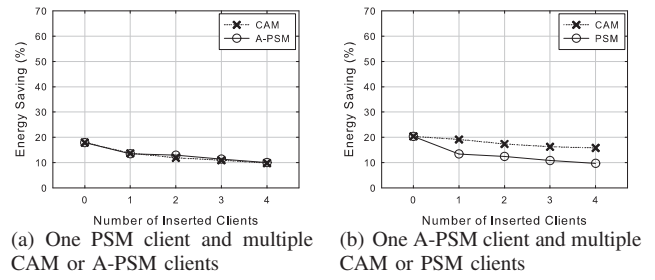 70
60
50
40
30
20
10
0
Energy Saving (%)
CAM
A-PSM
0 1 2 3 4
Number of Inserted Clients
(a) One PSM client and multiple
CAM or A-PSM clients
70
60
50
40
30
20
10
0
Energy Saving (%)
CAM
PSM
0 1 2 3 4
Number of Inserted Clients
(b) One A-PSM client and multiple
CAM or PSM clients